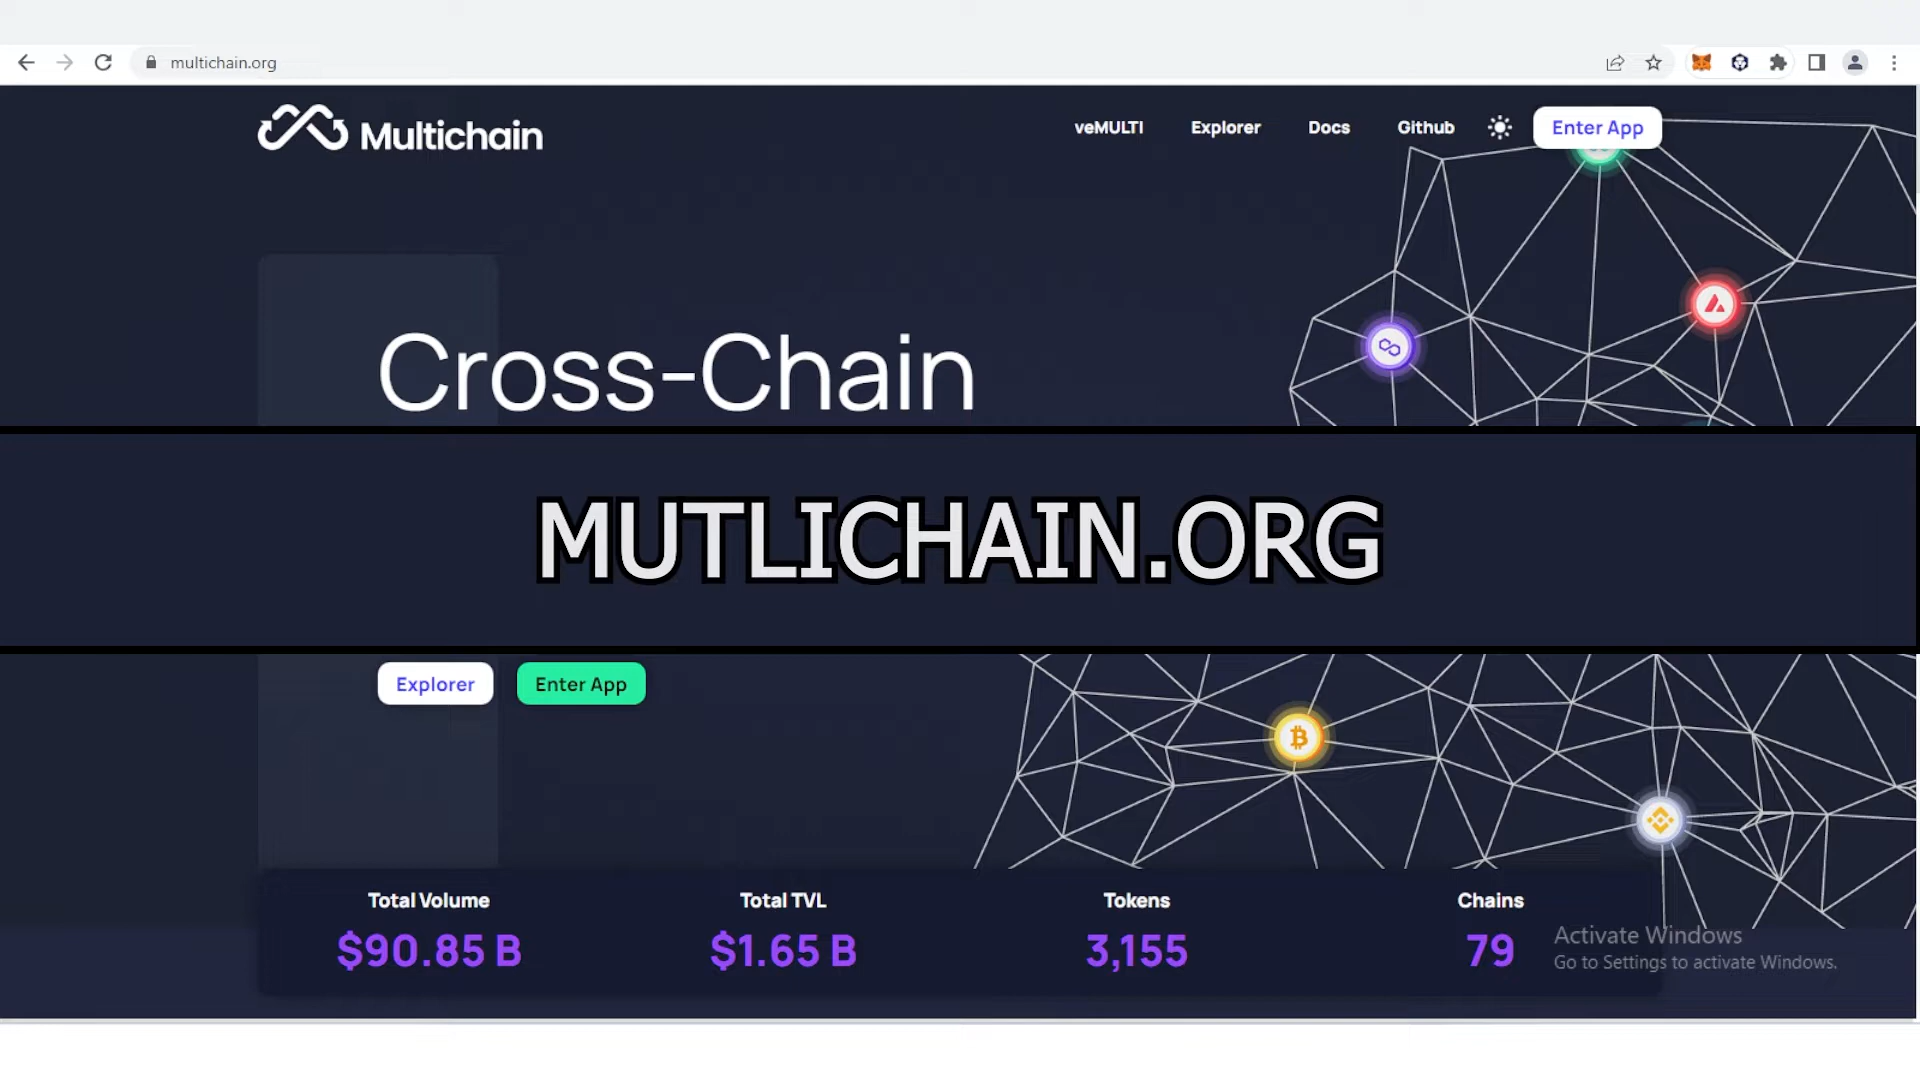 multichain.org
Multichain
veMULTI Explorer Docs Github Enter App
Cross-Chain
MUTLICHAIN.ORG
Explorer Enter App
Total Volume Total TVL Tokens Chains
$90.85 B $1.65 B 3,155 79
Activate Windows
Go to Settings to activate Windows.